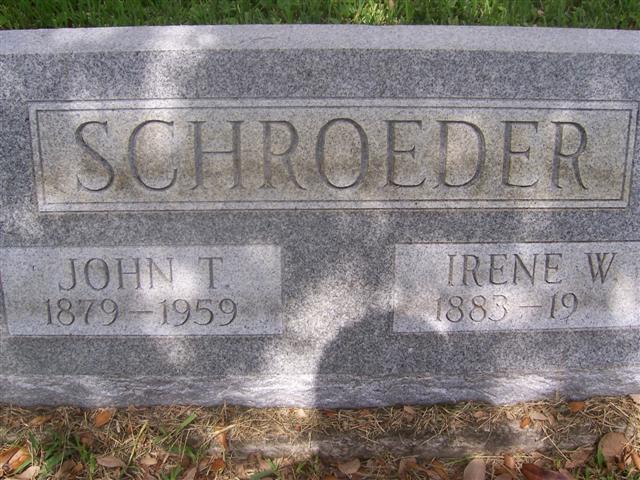 SCHROEDER
JOHN T.
1879-1959
IRENE W.
1883-19